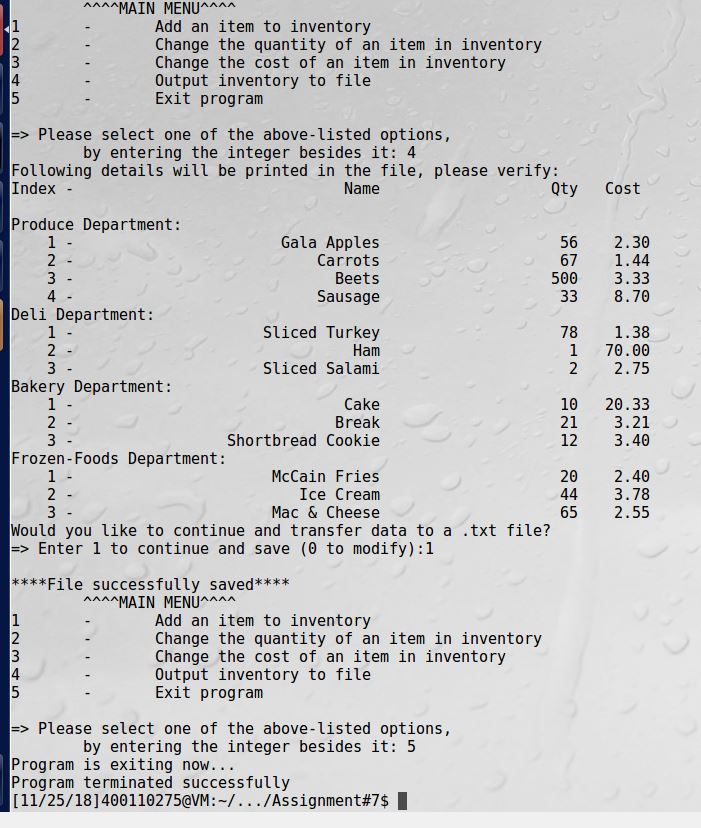 ^^^^MAIN MENU^^^^
1 - Add an item to inventory
2 - Change the quantity of an item in inventory
3 - Change the cost of an item in inventory
4 - Output inventory to file
5 - Exit program
=> Please select one of the above-listed options,
by entering the integer besides it: 4
Following details will be printed in the file, please verify:
Index - Name Qty Cost
Produce Department:
1 - Gala Apples 56 2.30
2 - Carrots 67 1.44
3 - Beets 500 3.33
4 - Sausage 33 8.70
Deli Department:
1 - Sliced Turkey 78 1.38
2 - Ham 1 70.00
3 - Sliced Salami 2 2.75
Bakery Department:
1 - Cake 10 20.33
2 - Break 21 3.21
3 - Shortbread Cookie 12 3.40
Frozen-Foods Department:
1 - McCain Fries 20 2.40
2 - Ice Cream 44 3.78
3 - Mac & Cheese 65 2.55
Would you like to continue and transfer data to a .txt file?
=> Enter 1 to continue and save (0 to modify):1
****File successfully saved****
^^^^MAIN MENU^^^^
1 - Add an item to inventory
2 - Change the quantity of an item in inventory
3 - Change the cost of an item in inventory
4 - Output inventory to file
5 - Exit program
=> Please select one of the above-listed options,
by entering the integer besides it: 5
Program is exiting now...
Program terminated successfully
[11/25/18]400110275@VM:~/.../Assignment#7$